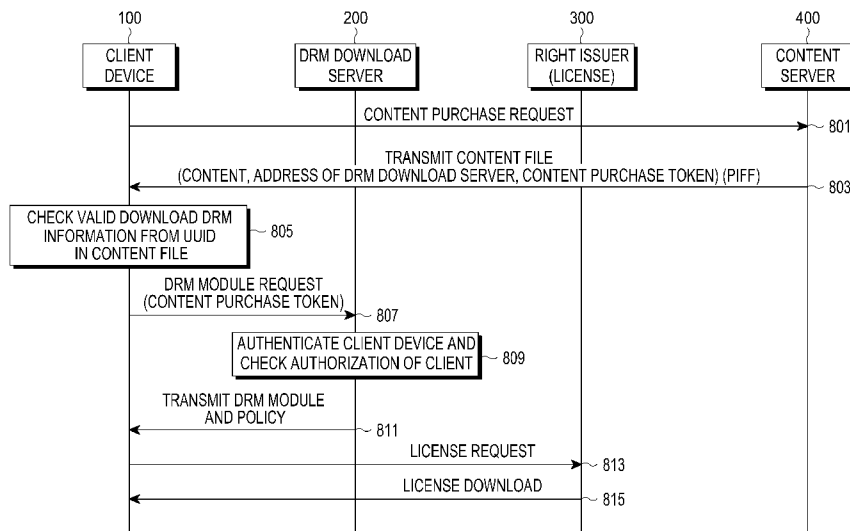 100
200
300
400
CLIENT
DEVICE
DRM DOWNLOAD
SERVER
RIGHT ISSUER
(LICENSE)
CONTENT
SERVER
CONTENT PURCHASE REQUEST
801
TRANSMIT CONTENT FILE
(CONTENT, ADDRESS OF DRM DOWNLOAD SERVER, CONTENT PURCHASE TOKEN) (PIFF)
803
CHECK VALID DOWNLOAD DRM
INFORMATION FROM UUID
IN CONTENT FILE
805
DRM MODULE REQUEST
(CONTENT PURCHASE TOKEN)
807
AUTHENTICATE CLIENT DEVICE AND
CHECK AUTHORIZATION OF CLIENT
809
TRANSMIT DRM MODULE
AND POLICY
811
LICENSE REQUEST
813
LICENSE DOWNLOAD
815